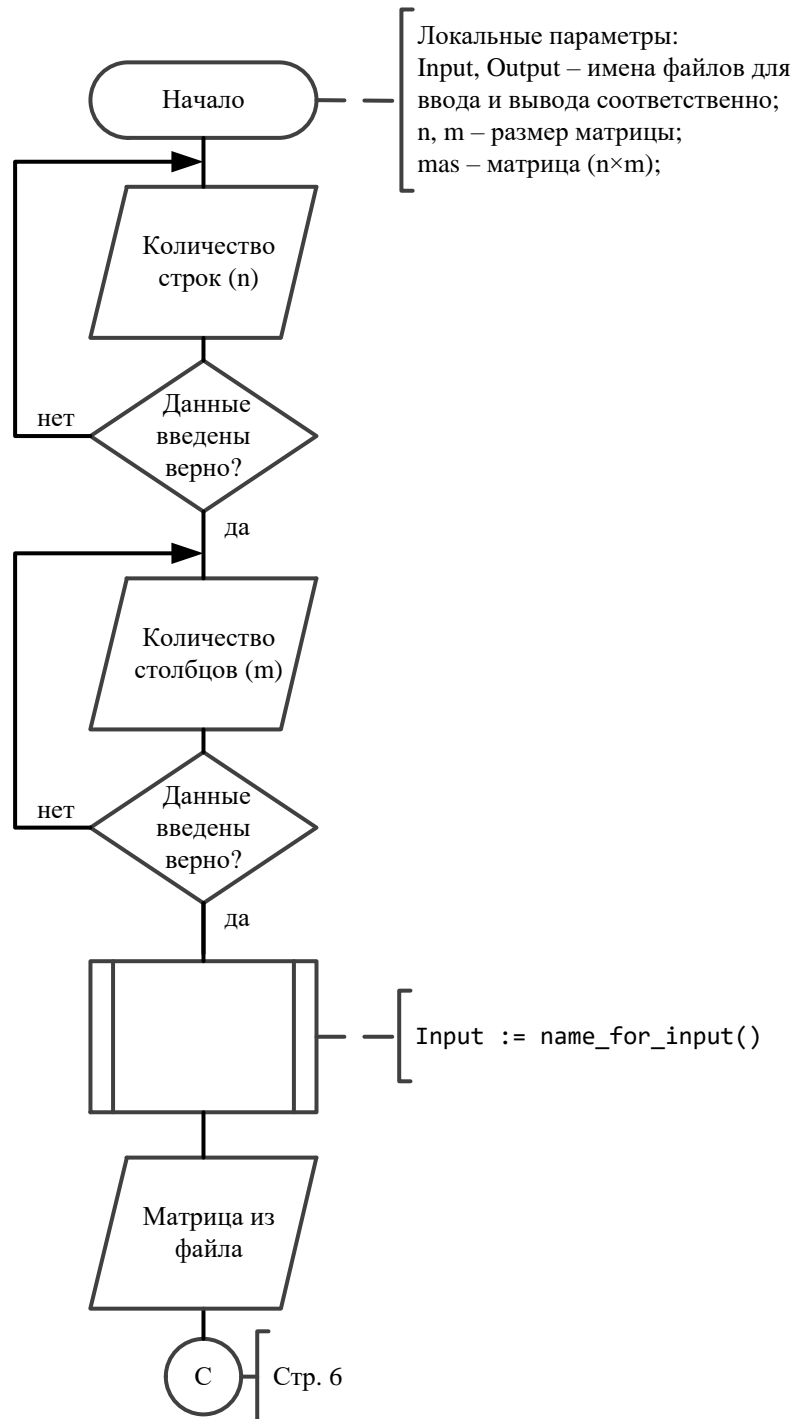 Начало
Локальные параметры:
Input, Output – имена файлов для
ввода и вывода соответственно;
n, m – размер матрицы;
mas – матрица (n×m);
Количество
строк (n)
Данные
введены
верно?
нет
да
Количество
столбцов (m)
Данные
введены
верно?
нет
да
Input := name_for_input()
Матрица из
файла
С
Стр. 6